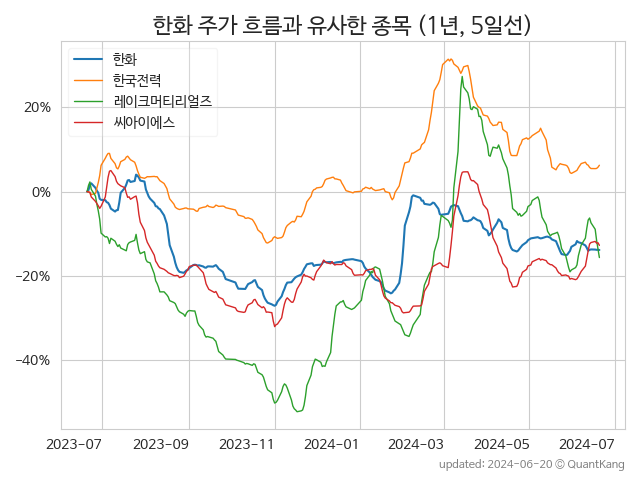 한화 주가 흐름과 유사한 종목 (1년, 5일선)
한화
한국전력
레이크머티리얼즈
씨아이에스
20%
0%
−20%
−40%
2023-07
2023-09
2023-11
2024-01
2024-03
2024-05
2024-07
updated: 2024-06-20 © QuantKang